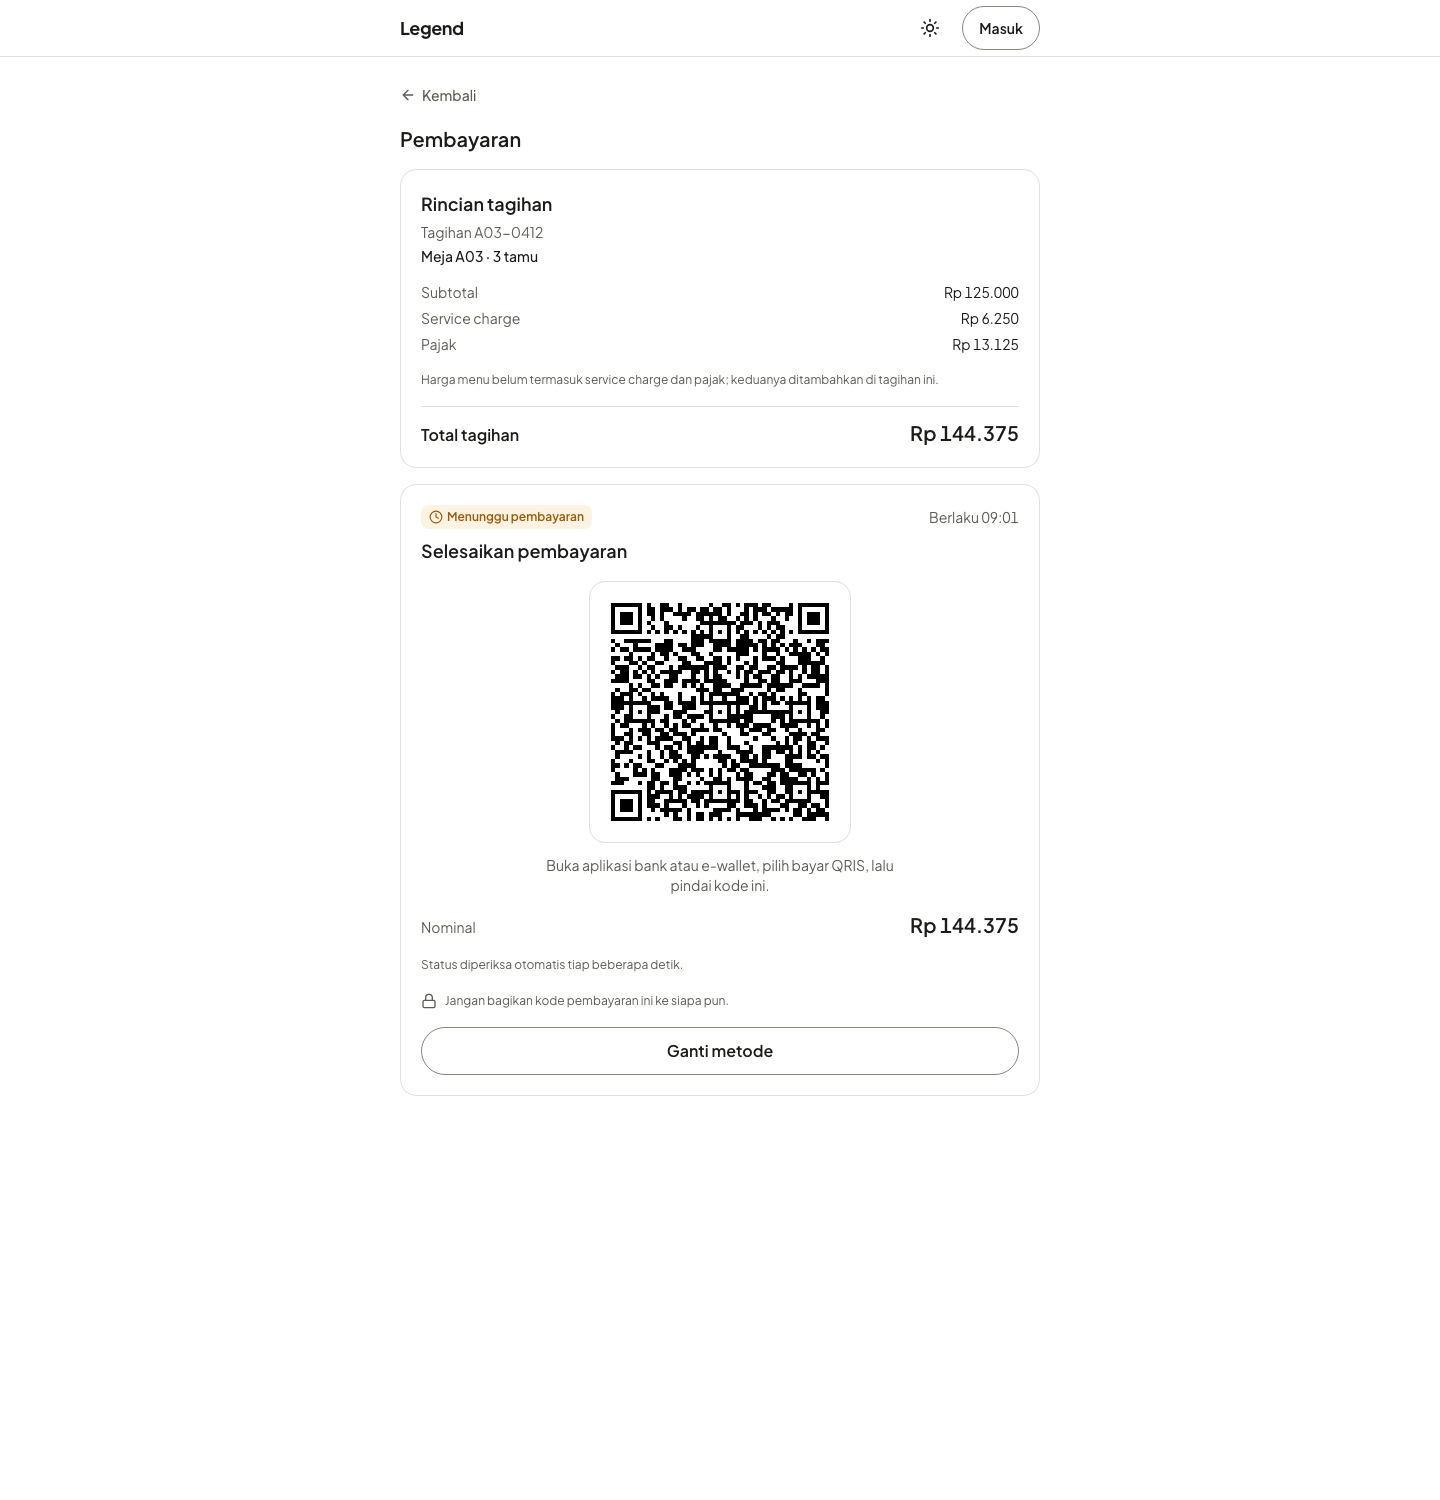 Legend
Masuk
Kembali
Pembayaran
Rincian tagihan
Tagihan A03-0412
Meja A03 · 3 tamu
Subtotal Rp 125.000
Service charge Rp 6.250
Pajak Rp 13.125
Harga menu belum termasuk service charge dan pajak; keduanya ditambahkan di tagihan ini.
Total tagihan Rp 144.375
Menunggu pembayaran Berlaku 09:01
Selesaikan pembayaran
Buka aplikasi bank atau e-wallet, pilih bayar QRIS, lalu
pindai kode ini.
Nominal Rp 144.375
Status diperiksa otomatis tiap beberapa detik.
Jangan bagikan kode pembayaran ini ke siapa pun.
Ganti metode